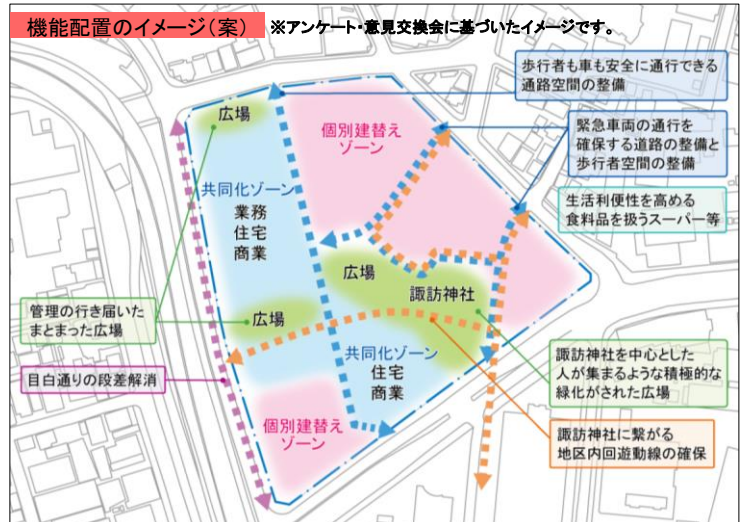 機能配置のイメージ(案)
※アンケート・意見交換会に基づいたイメージです。
歩行者も車も安全に通行できる
通路空間の整備
広場
個別建替え
ゾーン
緊急車両の通行を
確保する道路の整備と
歩行者空間の整備
共同化ゾーン
業務
住宅
商業
生活利便性を高める
食料品を扱うスーパー等
広場
諏訪神社
管理の行き届いた
まとまった広場
広場
共同化ゾーン
住宅
商業
諏訪神社を中心とした
人が集まるような積極的な
緑化がされた広場
目白通りの段差解消
個別建替え
ゾーン
諏訪神社に繋がる
地区内回遊動線の確保